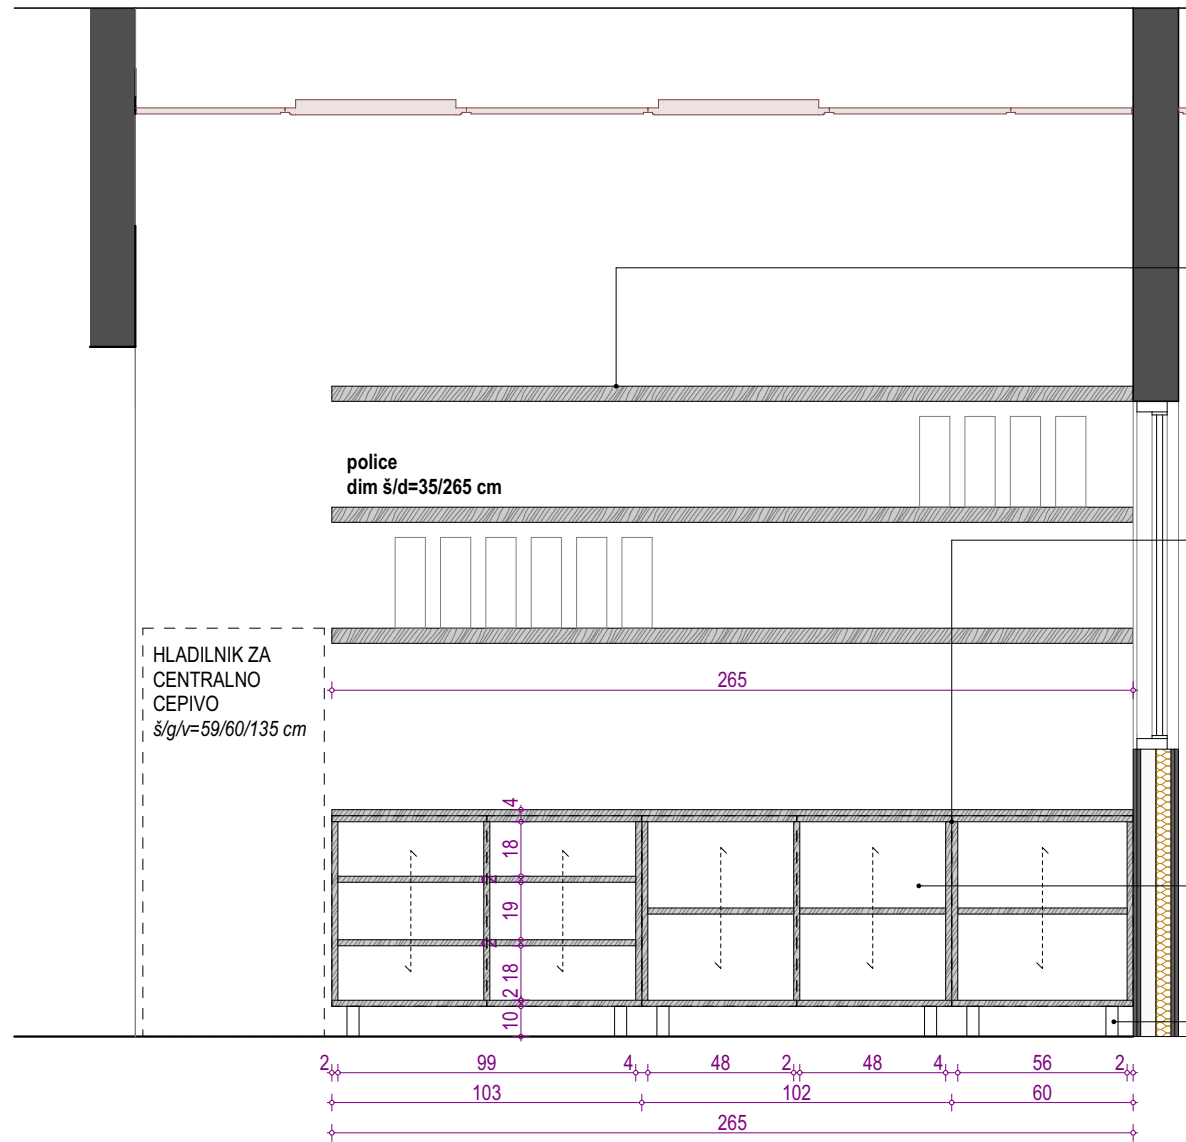 police
dim š/d=35/265 cm
HLADILNIK ZA
CENTRALNO
CEPIVO
š/g/v=59/60/135 cm
265
4
18
2
19
2
18
2
10
2 99 4 48 2 48 4 56 2
103 102 60
265